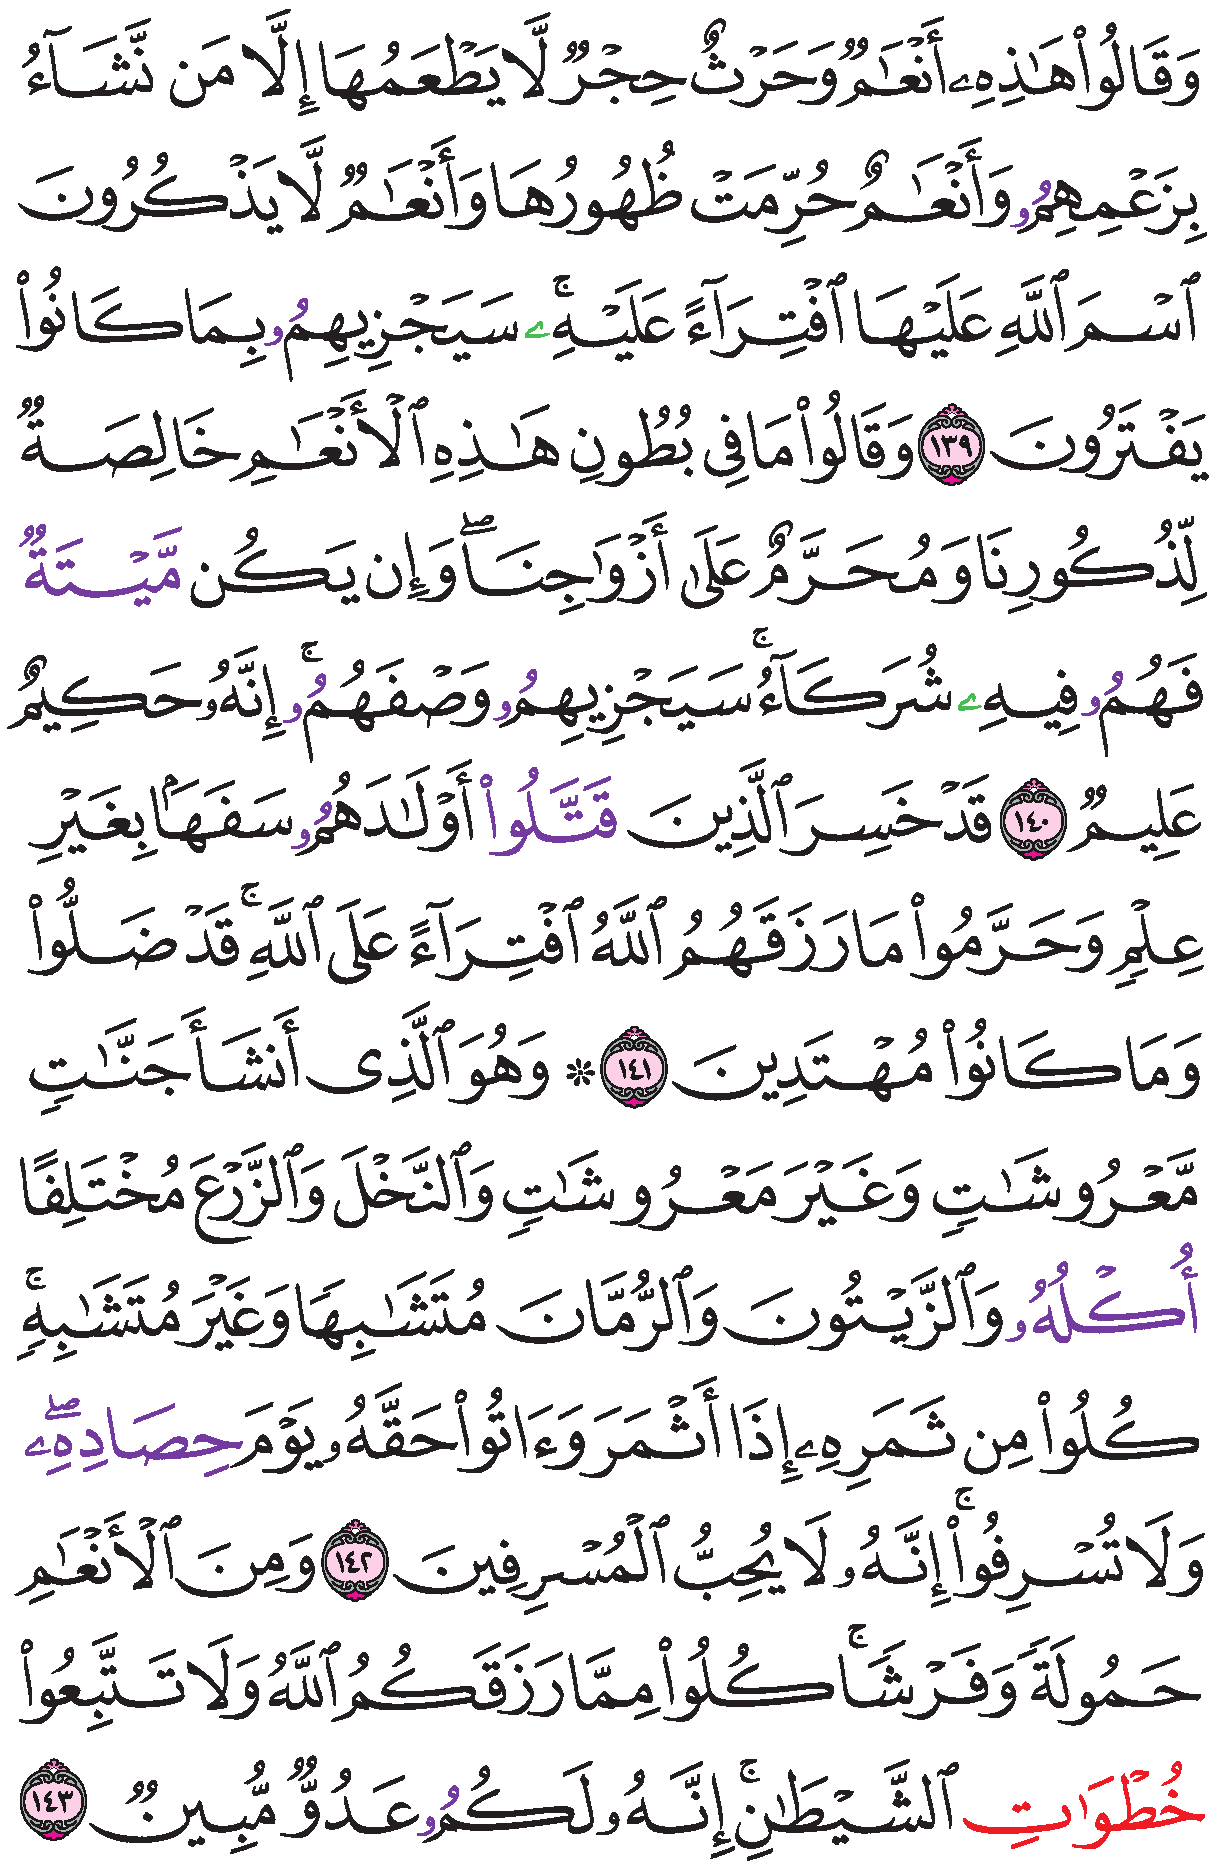 وَقَالُوا۟ هَـٰذِهِۦ أَنْعَـٰمٌ وَحَرْثٌ حِجْرٌ لَّا يَطْعَمُهَا إِلَّا مَن نَّشَآءُ
بِزَعْمِهِمُۥ وَأَنْعَـٰمٌ حُرِّمَتْ ظُهُورُهَا وَأَنْعَـٰمٌ لَّا يَذْكُرُونَ
ٱسْمَ ٱللَّهِ عَلَيْهَا ٱفْتِرَآءً عَلَيْهِۦۚ سَيَجْزِيهِمُۥ بِمَا كَانُوا۟
يَفْتَرُونَ ١٣٩ وَقَالُوا۟ مَا فِى بُطُونِ هَـٰذِهِ ٱلْأَنْعَـٰمِ خَالِصَةٌ
لِّذُكُورِنَا وَمُحَرَّمٌ عَلَىٰٓ أَزْوَٰجِنَاۖ وَإِن يَكُن مَّيْتَةٌ
فَهُمُۥ فِيهِۦ شُرَكَآءُۚ سَيَجْزِيهِمُۥ وَصْفَهُمُۥۚ إِنَّهُۥ حَكِيمٌ
عَلِيمٌ ١٤٠ قَدْ خَسِرَ ٱلَّذِينَ قَتَّلُوا۟ أَوْلَـٰدَهُمُۥ سَفَهًۢا بِغَيْرِ
عِلْمٍ وَحَرَّمُوا۟ مَا رَزَقَهُمُ ٱللَّهُ ٱفْتِرَآءً عَلَى ٱللَّهِۚ قَدْ ضَلُّوا۟
وَمَا كَانُوا۟ مُهْتَدِينَ ١٤١ ۞ وَهُوَ ٱلَّذِى أَنشَأَ جَنَّـٰتٍ
مَّعْرُوشَـٰتٍ وَغَيْرَ مَعْرُوشَـٰتٍ وَٱلنَّخْلَ وَٱلزَّرْعَ مُخْتَلِفًا
أُكْلُهُۥ وَٱلزَّيْتُونَ وَٱلرُّمَّانَ مُتَشَـٰبِهًا وَغَيْرَ مُتَشَـٰبِهٍۚ
كُلُوا۟ مِن ثَمَرِهِۦ إِذَا أَثْمَرَ وَءَاتُوا۟ حَقَّهُۥ يَوْمَ حِصَادِهِۦۖ
وَلَا تُسْرِفُوا۟ۚ إِنَّهُۥ لَا يُحِبُّ ٱلْمُسْرِفِينَ ١٤٢ وَمِنَ ٱلْأَنْعَـٰمِ
حَمُولَةً وَفَرْشًاۚ كُلُوا۟ مِمَّا رَزَقَكُمُ ٱللَّهُ وَلَا تَتَّبِعُوا۟
خُطْوَٰتِ ٱلشَّيْطَـٰنِۚ إِنَّهُۥ لَكُمُۥ عَدُوٌّ مُّبِينٌ ١٤٣